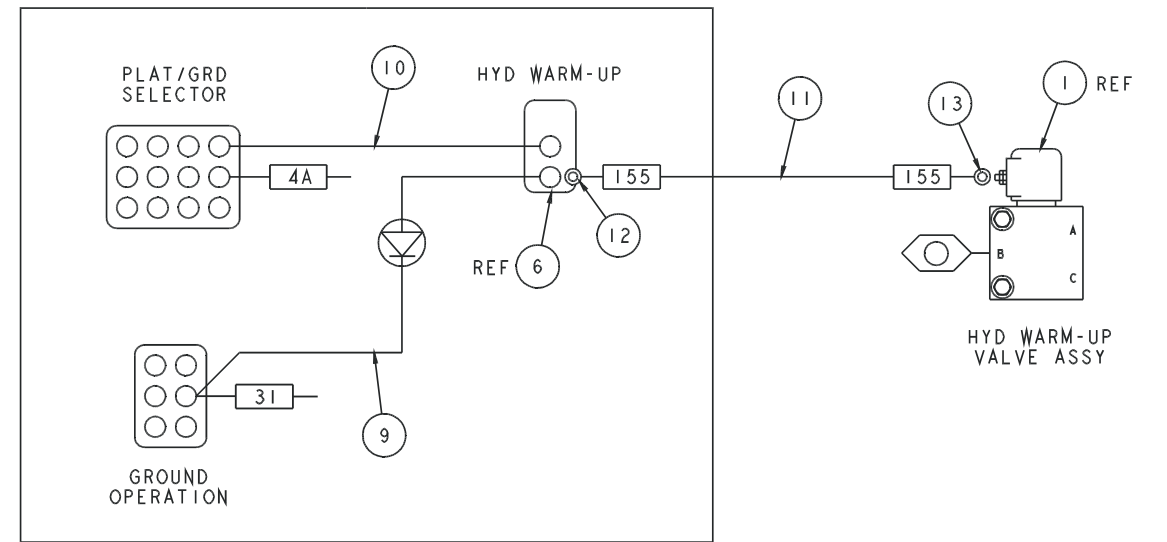 PLAT/GRD
SELECTOR
10
HYD WARM-UP
11
13
1 REF
4A
155
155
12
REF 6
A
B
C
HYD WARM-UP
VALVE ASSY
31
9
GROUND
OPERATION